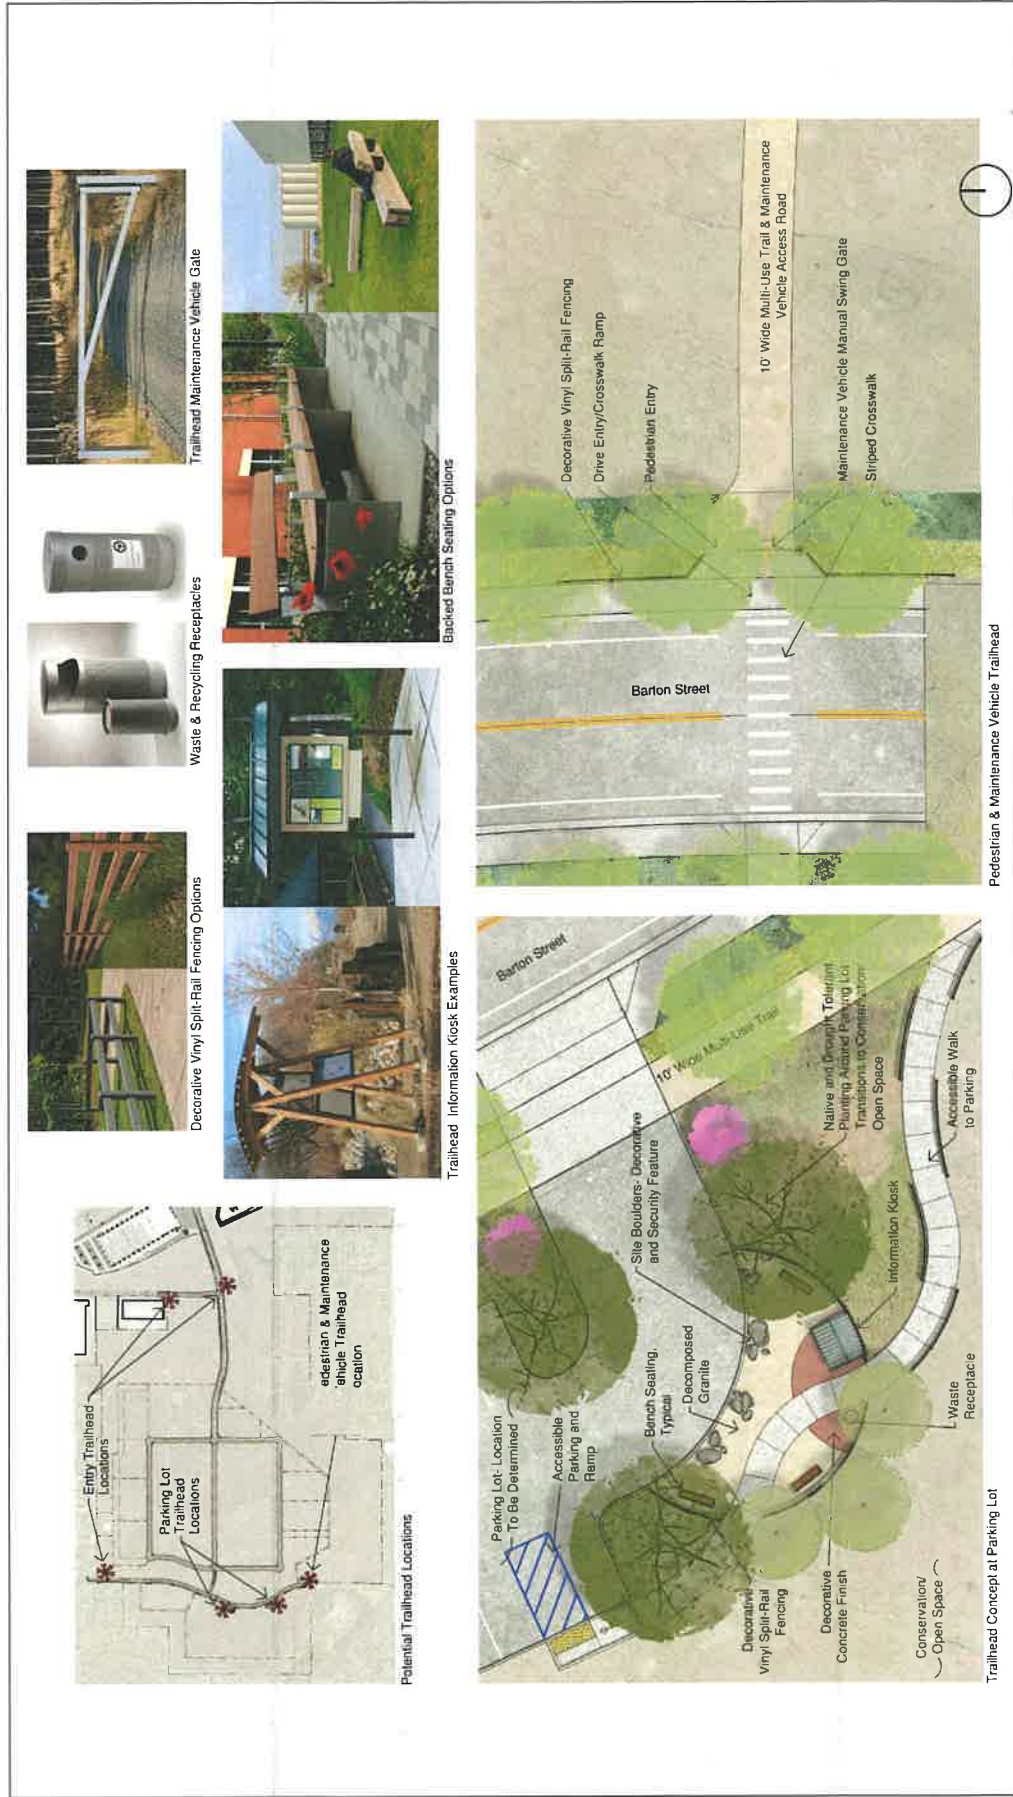 Entry Trailhead
Locations
Parking Lot
Trailhead
Locations
edestrian & Maintenance
ehicle Trailhead
ocation
Potential Trailhead Locations
Decorative Vinyl Split-Rail Fencing Options
Waste & Recycling Receptacles
Trailhead Maintenance Vehicle Gate
Trailhead Information Kiosk Examples
Backed Bench Seating Options
Parking Lot- Location
To Be Determined
Accessible
Parking and
Ramp
Bench Seating,
Typical
Decomposed
Granite
Site Boulders- Decorative
and Security Feature
10' Wide Multi-Use Trail
Barton Street
Native and Drought Tolerant
Planting Around Parking Lot
Transitions to Conservation
Open Space
Information Kiosk
Accessible Walk
to Parking
Waste
Receptacle
Decorative
Vinyl Split-Rail
Fencing
Decorative
Concrete Finish
Conservation/
Open Space
Trailhead Concept at Parking Lot
Decorative Vinyl Split-Rail Fencing
Drive Entry/Crosswalk Ramp
Pedestrian Entry
Barton Street
10' Wide Multi-Use Trail & Maintenance
Vehicle Access Road
Maintenance Vehicle Manual Swing Gate
Striped Crosswalk
Pedestrian & Maintenance Vehicle Trailhead